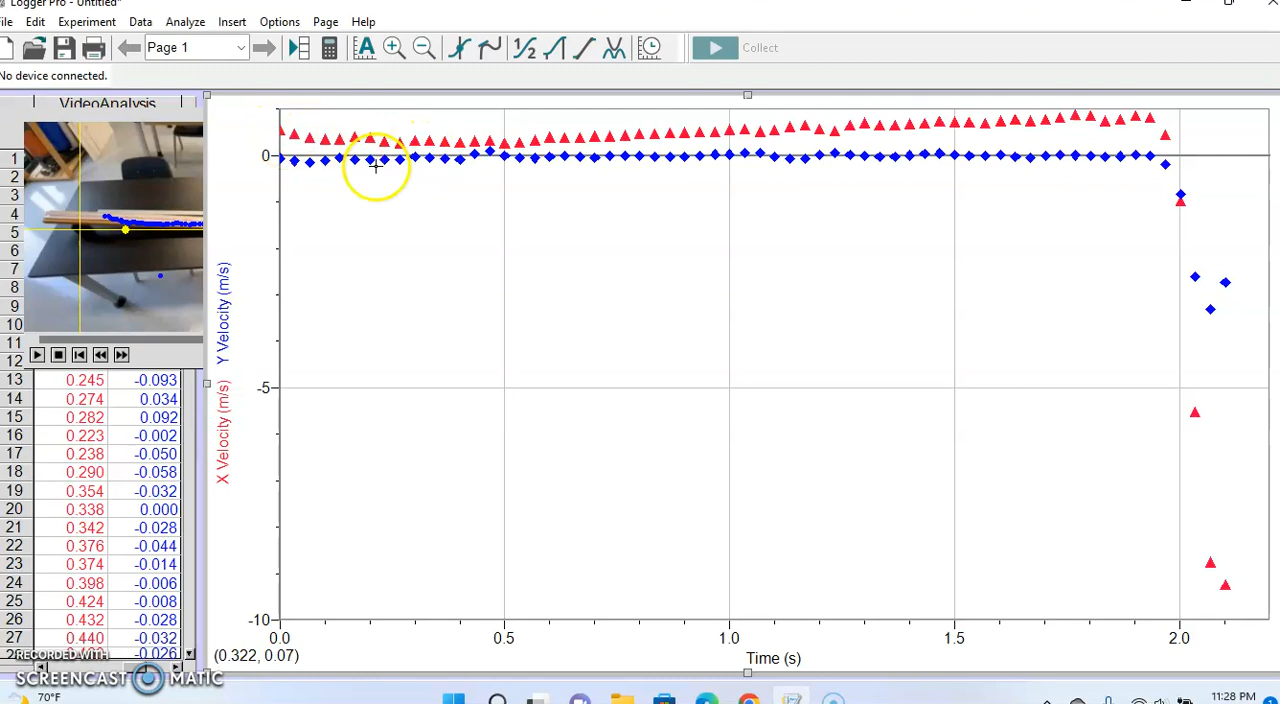 Logger Pro - Untitled*
File Edit Experiment Data Analyze Insert Options Page Help
Page 1
A
1/2
Collect
No device connected.
VideoAnalysis
1
2
3
4
5
6
7
8
9
10
11
12
13 0.245 -0.093
14 0.274 0.034
15 0.282 0.092
16 0.223 -0.002
17 0.238 -0.050
18 0.290 -0.058
19 0.354 -0.032
20 0.338 0.000
21 0.342 -0.028
22 0.376 -0.044
23 0.374 -0.014
24 0.398 -0.006
25 0.424 -0.008
26 0.432 -0.028
27 0.440 -0.032
-0.026
X Velocity (m/s) Y Velocity (m/s)
0
-5
-10
0.0 0.5 1.0 1.5 2.0
(0.322, 0.07)
Time (s)
RECORDED WITH
SCREENCAST MATIC
70°F
11:28 PM
1